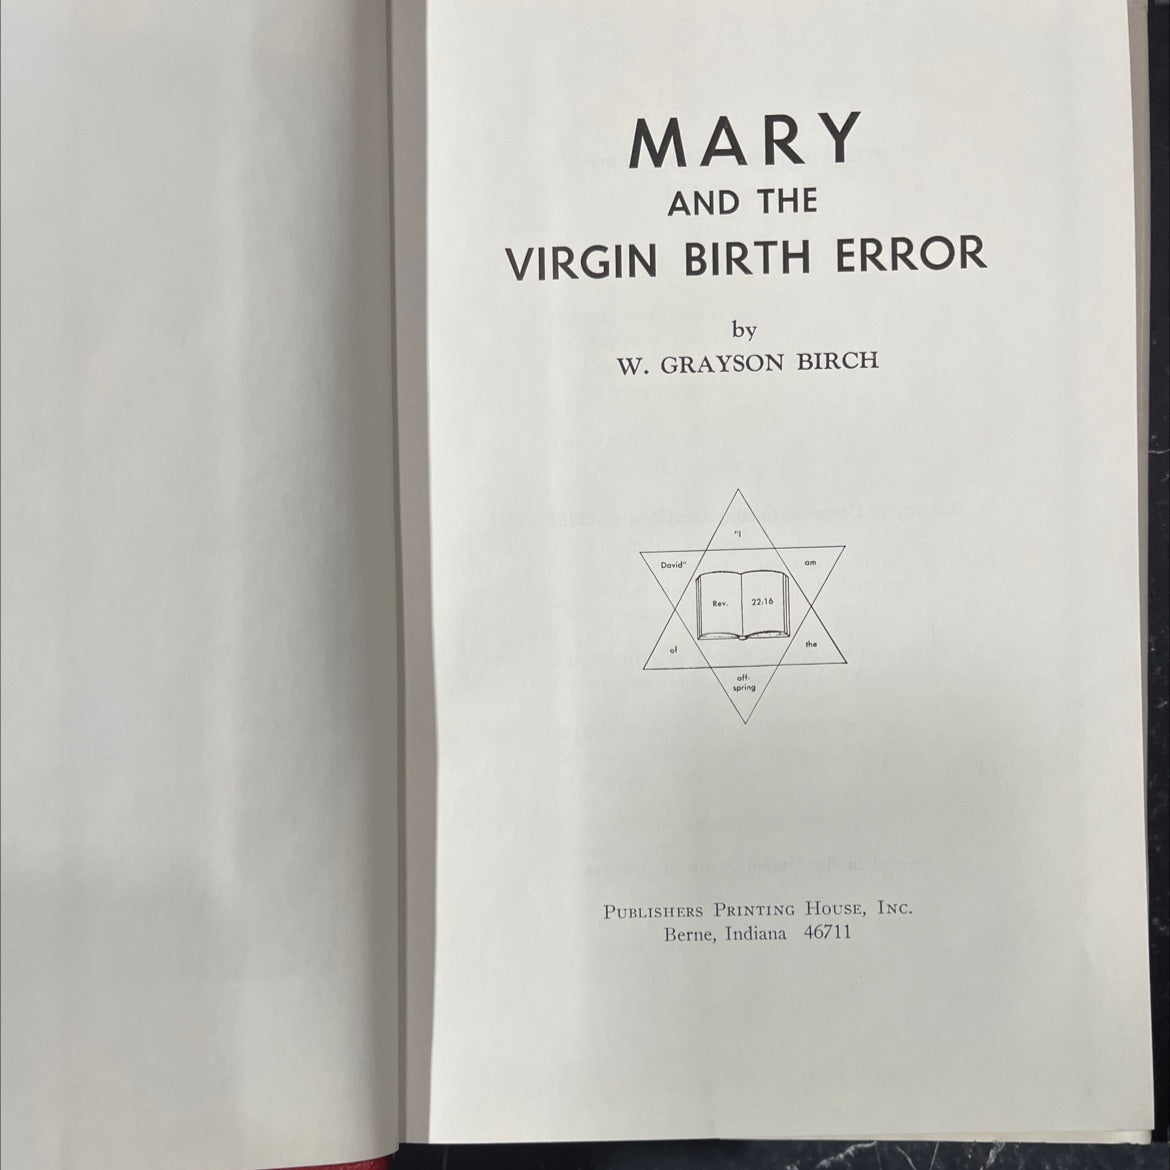 MARY
AND THE
VIRGIN BIRTH ERROR
by
W. GRAYSON BIRCH
"I
am
the
off-
spring
of
David"
Rev. 22:16
PUBLISHERS PRINTING HOUSE, INC.
Berne, Indiana 46711